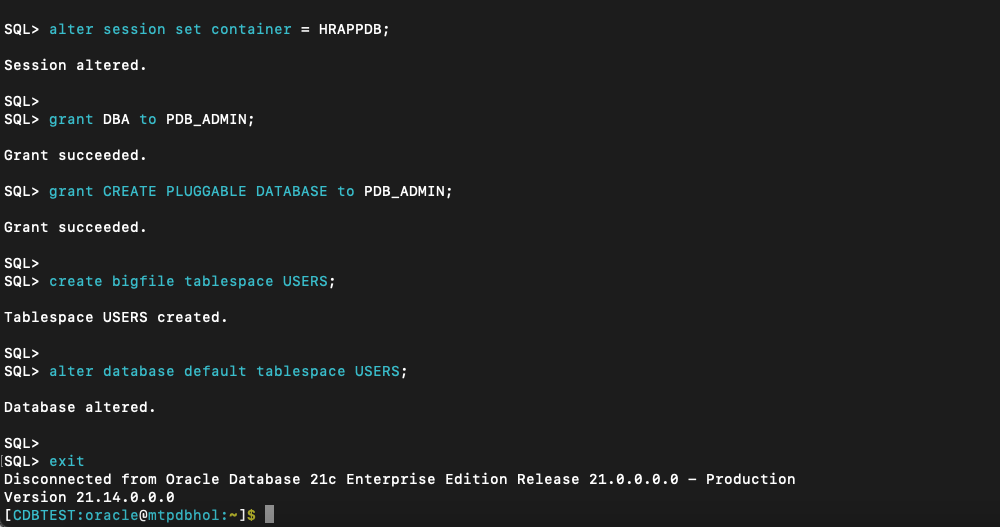 SQL> alter session set container = HRAPPDB;
Session altered.
SQL>
SQL> grant DBA to PDB_ADMIN;
Grant succeeded.
SQL> grant CREATE PLUGGABLE DATABASE to PDB_ADMIN;
Grant succeeded.
SQL>
SQL> create bigfile tablespace USERS;
Tablespace USERS created.
SQL>
SQL> alter database default tablespace USERS;
Database altered.
SQL>
[SQL> exit
Disconnected from Oracle Database 21c Enterprise Edition Release 21.0.0.0.0 – Production
Version 21.14.0.0.0
[CDBTEST:oracle@mtpdbhol:~]$